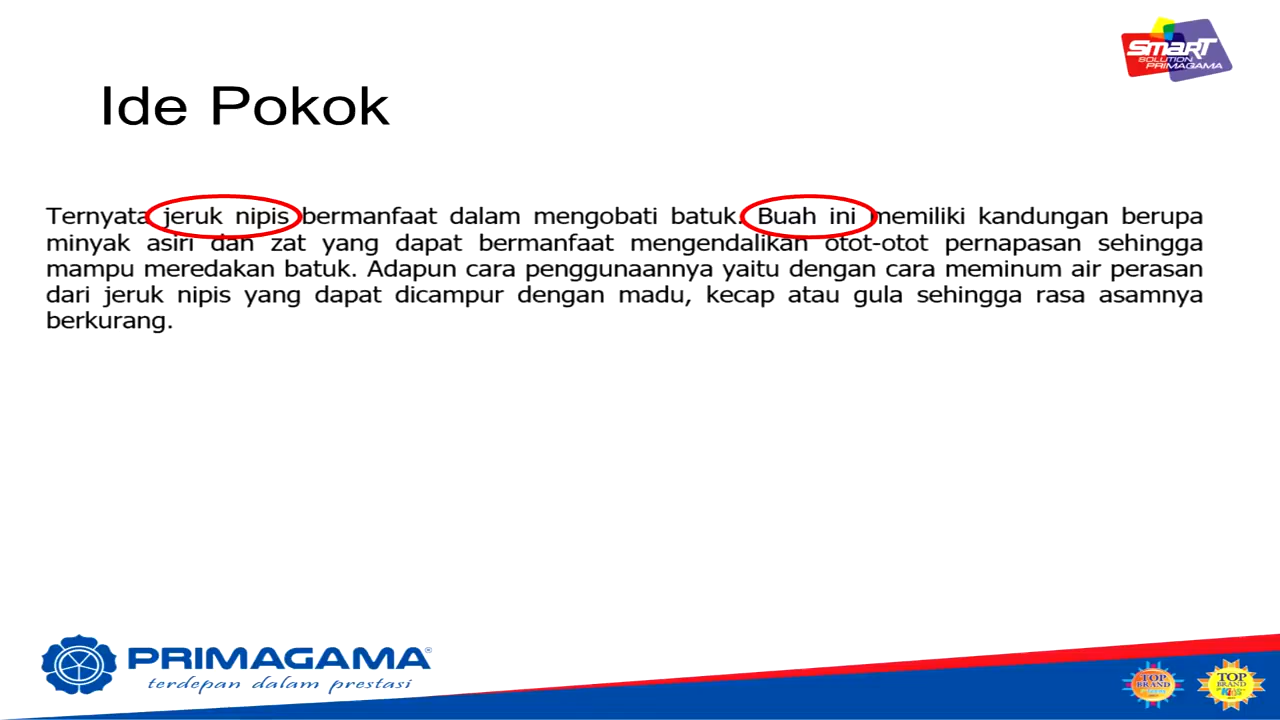 SmarT
SOLUTION
PRIMAGAMA
Ide Pokok
Ternyata jeruk nipis bermanfaat dalam mengobati batuk. Buah ini memiliki kandungan berupa
minyak asiri dan zat yang dapat bermanfaat mengendalikan otot-otot pernapasan sehingga
mampu meredakan batuk. Adapun cara penggunaannya yaitu dengan cara meminum air perasan
dari jeruk nipis yang dapat dicampur dengan madu, kecap atau gula sehingga rasa asamnya
berkurang.
PRIMAGAMA®
terdepan dalam prestasi
TOP
BRAND
TOP
BRAND
KiDS